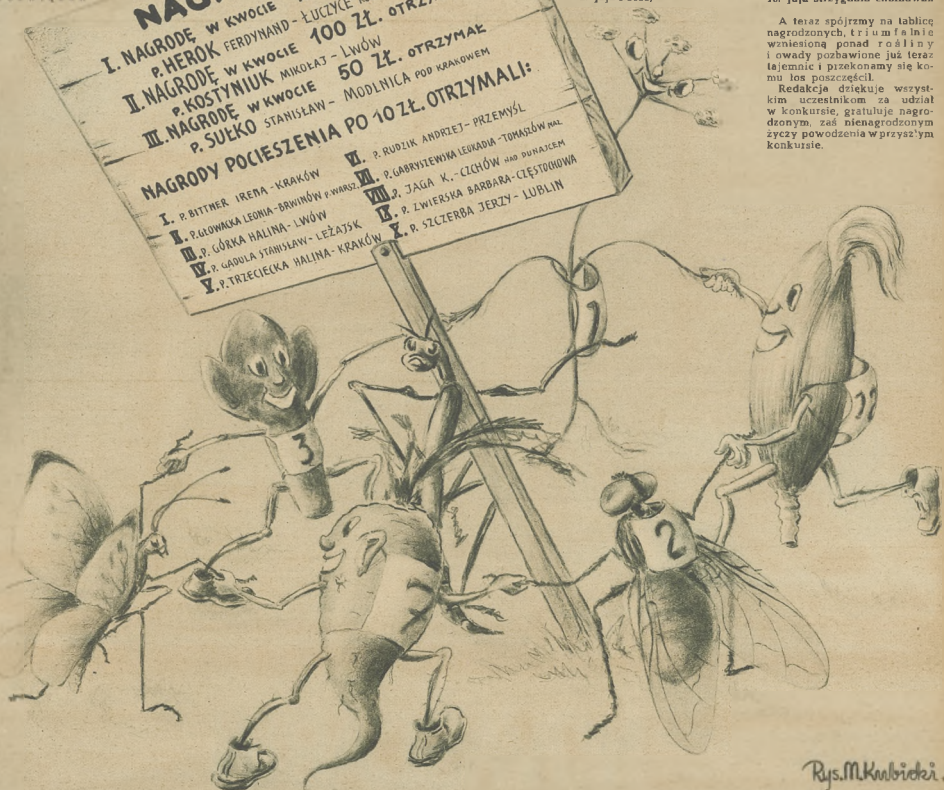 I. NAGRODĘ W KWOCIE
P. HEROK FERDYNAND - ŁUCZYCE
II. NAGRODĘ W KWOCIE 100 ZŁ.
P. KOSTYNIUK MIKOŁAJ - LWÓW
III. NAGRODĘ W KWOCIE 50 ZŁ. OTRZYMAŁ
P. SUŁKO STANISŁAW - MODLNICA POD KRAKOWEM
NAGRODY POCIESZENIA PO 10 ZŁ. OTRZYMALI:
I. P. BITTNER IRENA - KRAKÓW
II. P. GŁOWACKA LEONIA - BRWINÓW P. WARSZ.
III. P. GÓRKA HALINA - LWÓW
IV. P. GADULA STANISŁAW - LEŻAJSK
V. P. TRZECIECKA HALINA - KRAKÓW
VI. P. RUDZIK ANDRZEJ - PRZEMYŚL
VII. P. GABRYSZEWSKA LEOKADIA - TOMASZÓW MAZ.
VIII. P. JAGA K. - CZCHÓW NAD DUNAJCEM
IX. P. ZWIERSKA BARBARA - CZĘSTOCHOWA
X. P. SZCZERBA JERZY - LUBLIN
A teraz spójrzmy na tablicę
nagrodzonych, triumfalnie
wzniesioną ponad rośliny
i owady pozbawione już teraz
tajemnic i przekonamy się ko-
mu los poszczęścił.
Redakcja dziękuje wszyst-
kim uczestnikom za udział
w konkursie, gratuluje nagro-
dzonym, zaś nienagrodzonym
życzy powodzenia w przyszłym
konkursie.
1
3
2
7
11
Rys. M. Kubicki.